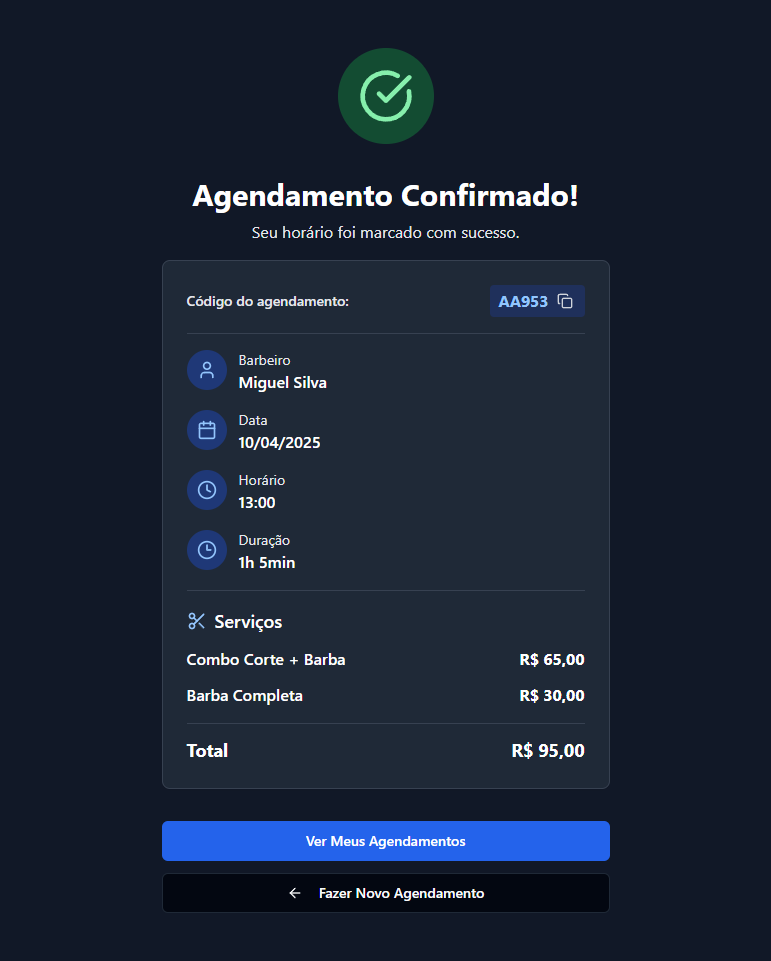 Agendamento Confirmado!
Seu horário foi marcado com sucesso.
Código do agendamento: AA953
Barbeiro
Miguel Silva
Data
10/04/2025
Horário
13:00
Duração
1h 5min
Serviços
Combo Corte + Barba R$ 65,00
Barba Completa R$ 30,00
Total R$ 95,00
Ver Meus Agendamentos
Fazer Novo Agendamento